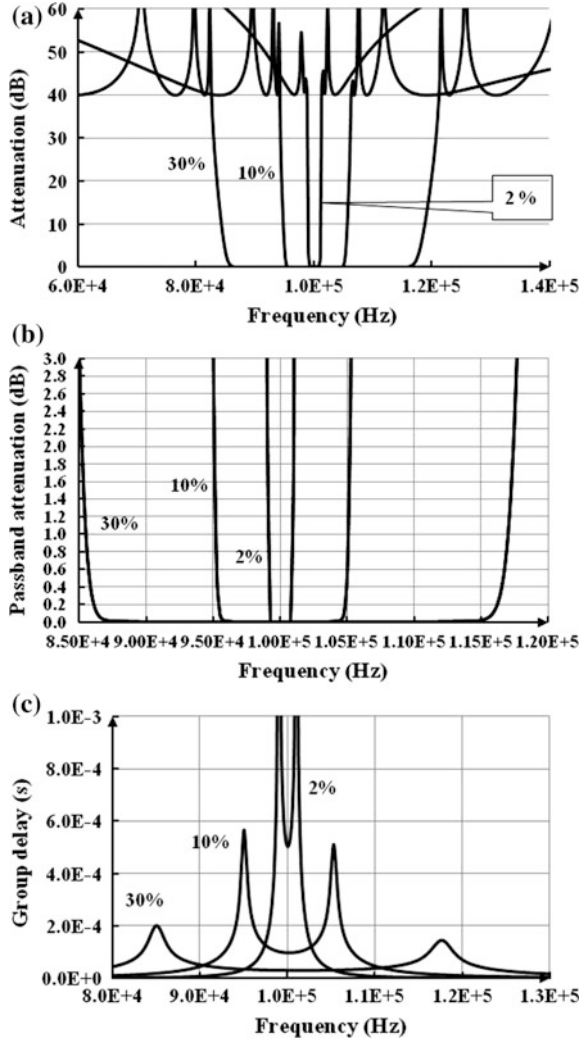 (a)
60
50
40
30
20
10
0
Attenuation (dB)
30%
10%
2 %
6.0E+4 8.0E+4 1.0E+5 1.2E+5 1.4E+5
Frequency (Hz)
(b)
3.0
2.8
2.6
2.4
2.2
2.0
1.8
1.6
1.4
1.2
1.0
0.8
0.6
0.4
0.2
0.0
Passband attenuation (dB)
10%
30%
2%
8.50E+4 9.00E+4 9.50E+4 1.00E+5 1.05E+5 1.10E+5 1.15E+5 1.20E+5
Frequency (Hz)
(c)
1.0E-3
8.0E-4
6.0E-4
4.0E-4
2.0E-4
0.0E+0
Group delay (s)
2%
10%
30%
8.0E+4 9.0E+4 1.0E+5 1.1E+5 1.2E+5 1.3E+5
Frequency (Hz)